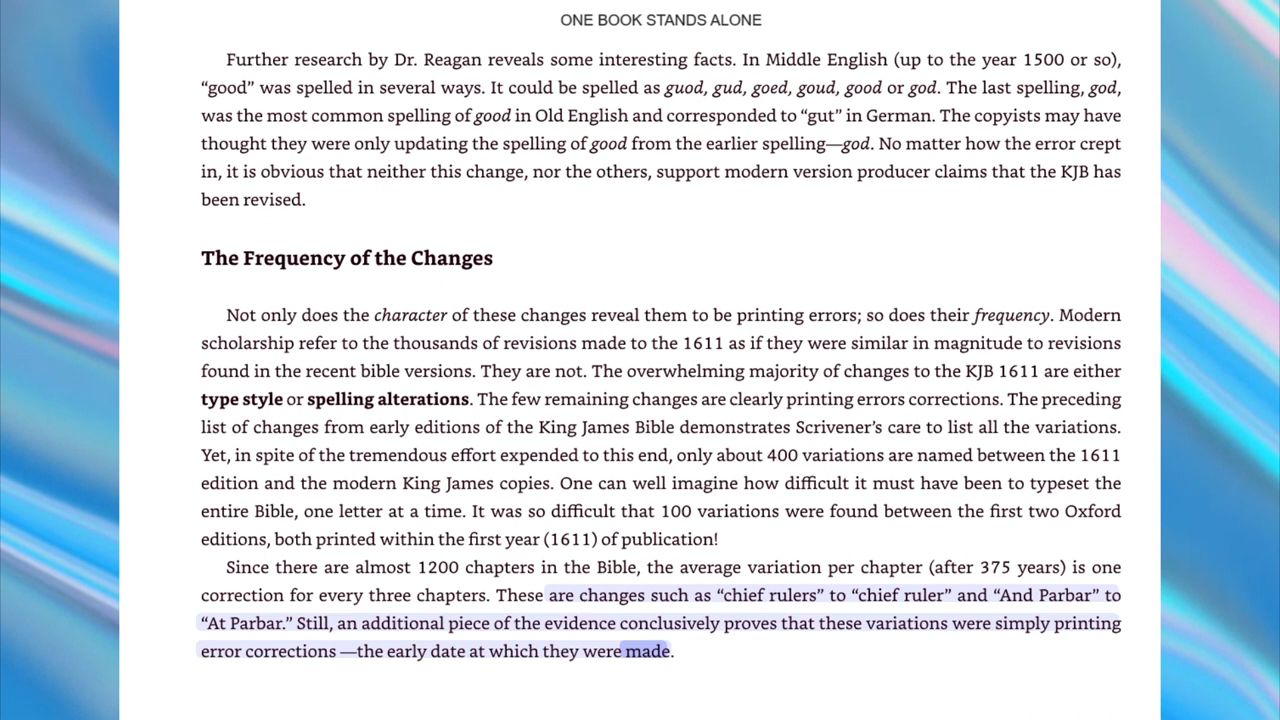 ONE BOOK STANDS ALONE
Further research by Dr. Reagan reveals some interesting facts. In Middle English (up to the year 1500 or so),
“good” was spelled in several ways. It could be spelled as guod, gud, goed, goud, good or god. The last spelling, god,
was the most common spelling of good in Old English and corresponded to “gut” in German. The copyists may have
thought they were only updating the spelling of good from the earlier spelling—god. No matter how the error crept
in, it is obvious that neither this change, nor the others, support modern version producer claims that the KJB has
been revised.
The Frequency of the Changes
Not only does the character of these changes reveal them to be printing errors; so does their frequency. Modern
scholarship refer to the thousands of revisions made to the 1611 as if they were similar in magnitude to revisions
found in the recent bible versions. They are not. The overwhelming majority of changes to the KJB 1611 are either
type style or spelling alterations. The few remaining changes are clearly printing errors corrections. The preceding
list of changes from early editions of the King James Bible demonstrates Scrivener’s care to list all the variations.
Yet, in spite of the tremendous effort expended to this end, only about 400 variations are named between the 1611
edition and the modern King James copies. One can well imagine how difficult it must have been to typeset the
entire Bible, one letter at a time. It was so difficult that 100 variations were found between the first two Oxford
editions, both printed within the first year (1611) of publication!
Since there are almost 1200 chapters in the Bible, the average variation per chapter (after 375 years) is one
correction for every three chapters. These are changes such as “chief rulers” to “chief ruler” and “And Parbar” to
“At Parbar.” Still, an additional piece of the evidence conclusively proves that these variations were simply printing
error corrections —the early date at which they were made.